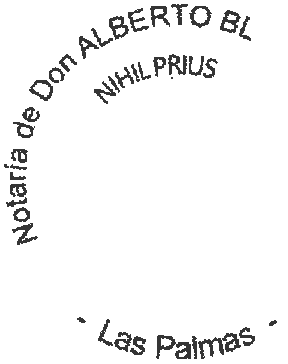 Notaría de Don ALBERTO BL
NIHIL PRIUS
- Las Palmas -